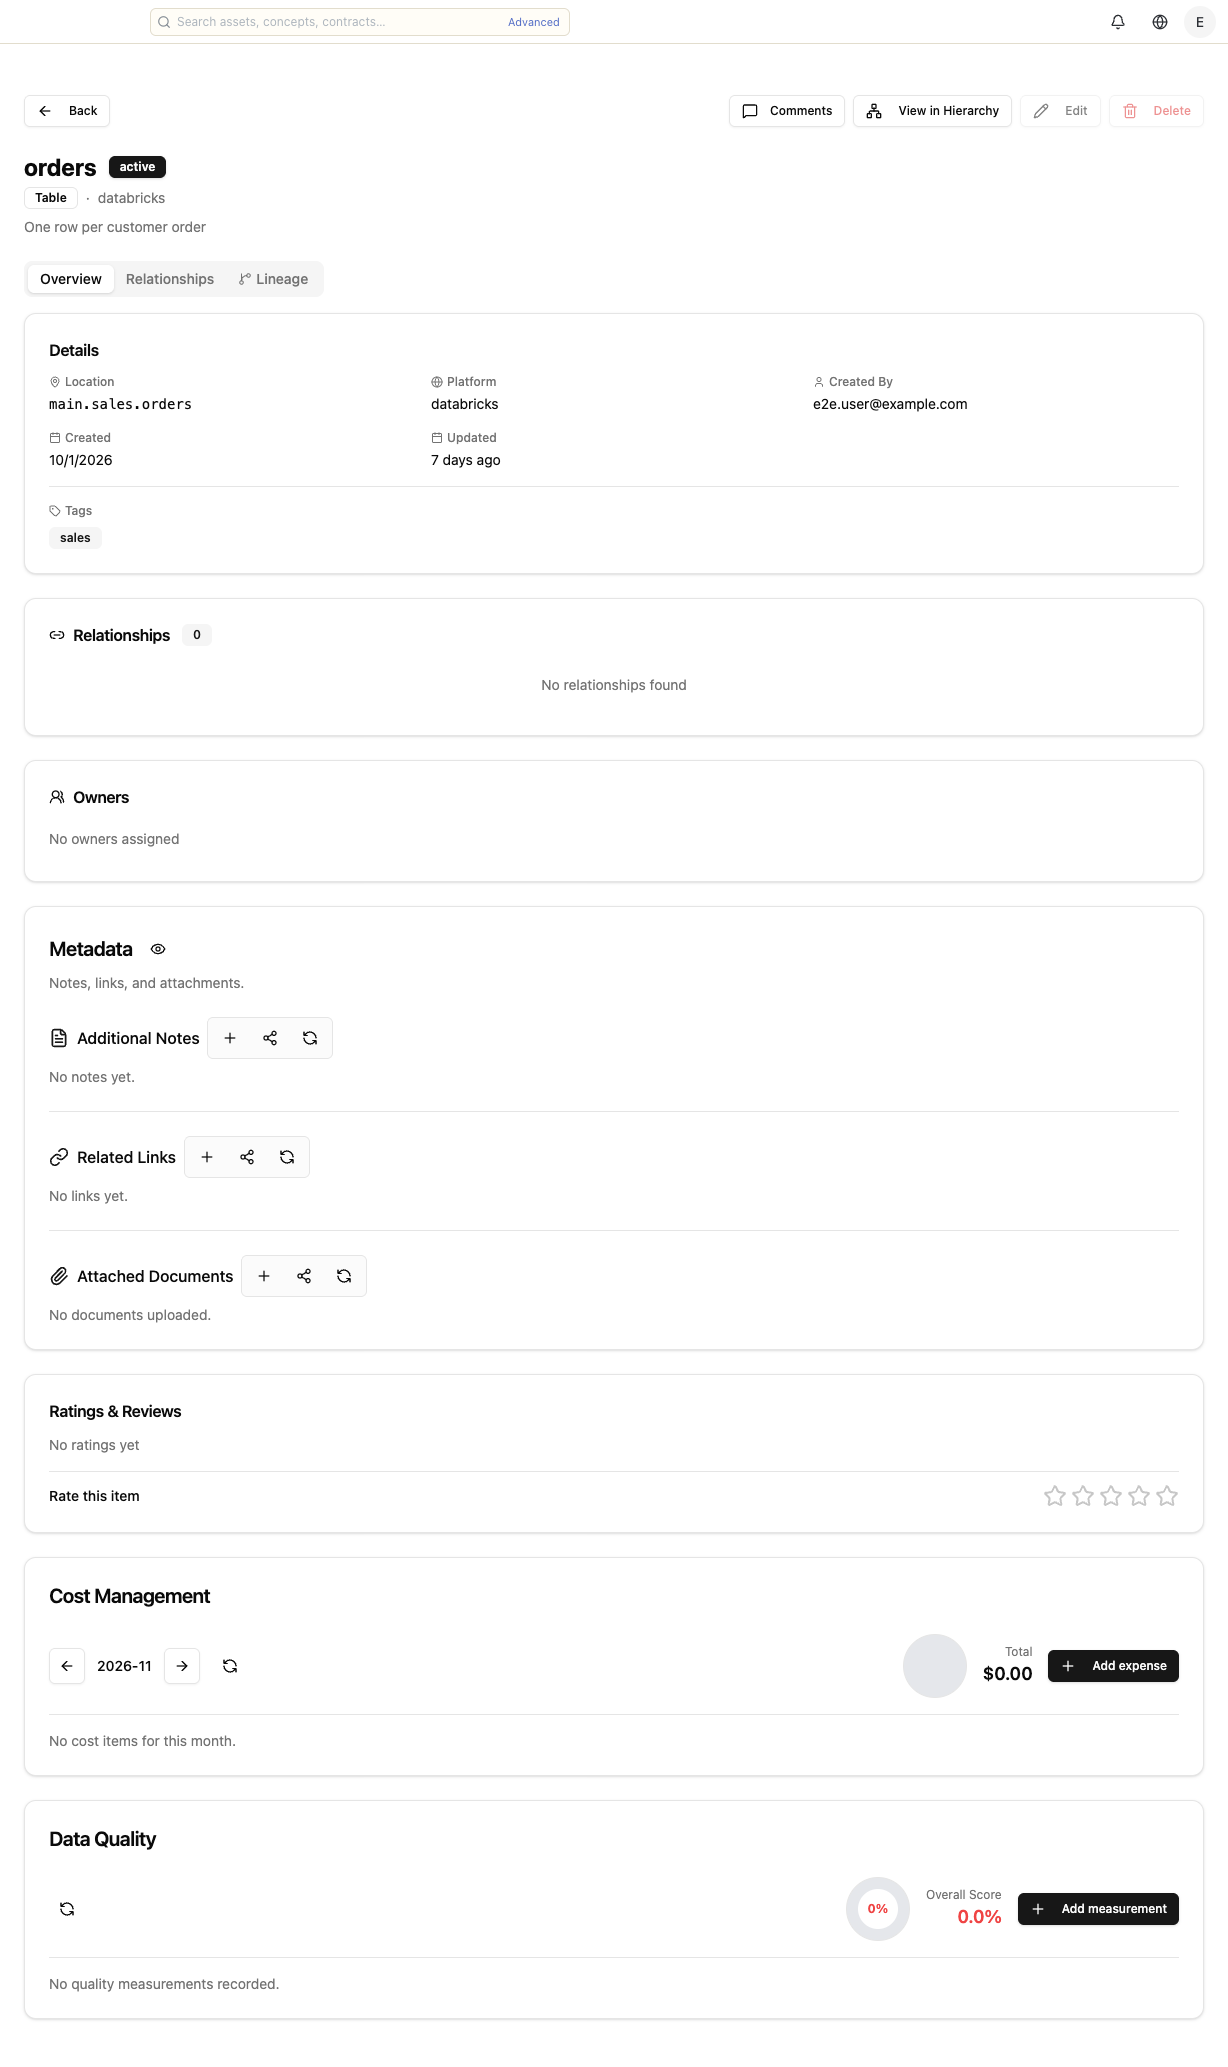 Search assets, concepts, contracts...
Advanced
E
Back
Comments
View in Hierarchy
Edit
Delete
orders
active
Table · databricks
One row per customer order
Overview
Relationships
Lineage
Details
Location
main.sales.orders
Platform
databricks
Created By
e2e.user@example.com
Created
10/1/2026
Updated
7 days ago
Tags
sales
Relationships
0
No relationships found
Owners
No owners assigned
Metadata
Notes, links, and attachments.
Additional Notes
No notes yet.
Related Links
No links yet.
Attached Documents
No documents uploaded.
Ratings & Reviews
No ratings yet
Rate this item
Cost Management
2026-11
Total
$0.00
Add expense
No cost items for this month.
Data Quality
0%
Overall Score
0.0%
Add measurement
No quality measurements recorded.